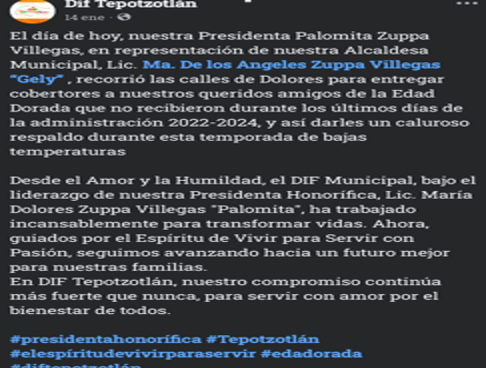 Dif Tepotzotlán
14 ene ·
El día de hoy, nuestra Presidenta Palomita Zuppa
Villegas, en representación de nuestra Alcaldesa
Municipal, Lic. Ma. De los Angeles Zuppa Villegas
"Gely" , recorrió las calles de Dolores para entregar
cobertores a nuestros queridos amigos de la Edad
Dorada que no recibieron durante los últimos días de
la administración 2022-2024, y así darles un caluroso
respaldo durante esta temporada de bajas
temperaturas
Desde el Amor y la Humildad, el DIF Municipal, bajo el
liderazgo de nuestra Presidenta Honorífica, Lic. María
Dolores Zuppa Villegas "Palomita", ha trabajado
incansablemente para transformar vidas. Ahora,
guiados por el Espíritu de Vivir para Servir con
Pasión, seguimos avanzando hacia un futuro mejor
para nuestras familias.
En DIF Tepotzotlán, nuestro compromiso continúa
más fuerte que nunca, para servir con amor por el
bienestar de todos.
#presidentahonorífica #Tepotzotlán
#elespíritudevivirparaservir #edadorada
#diftepotzotlán